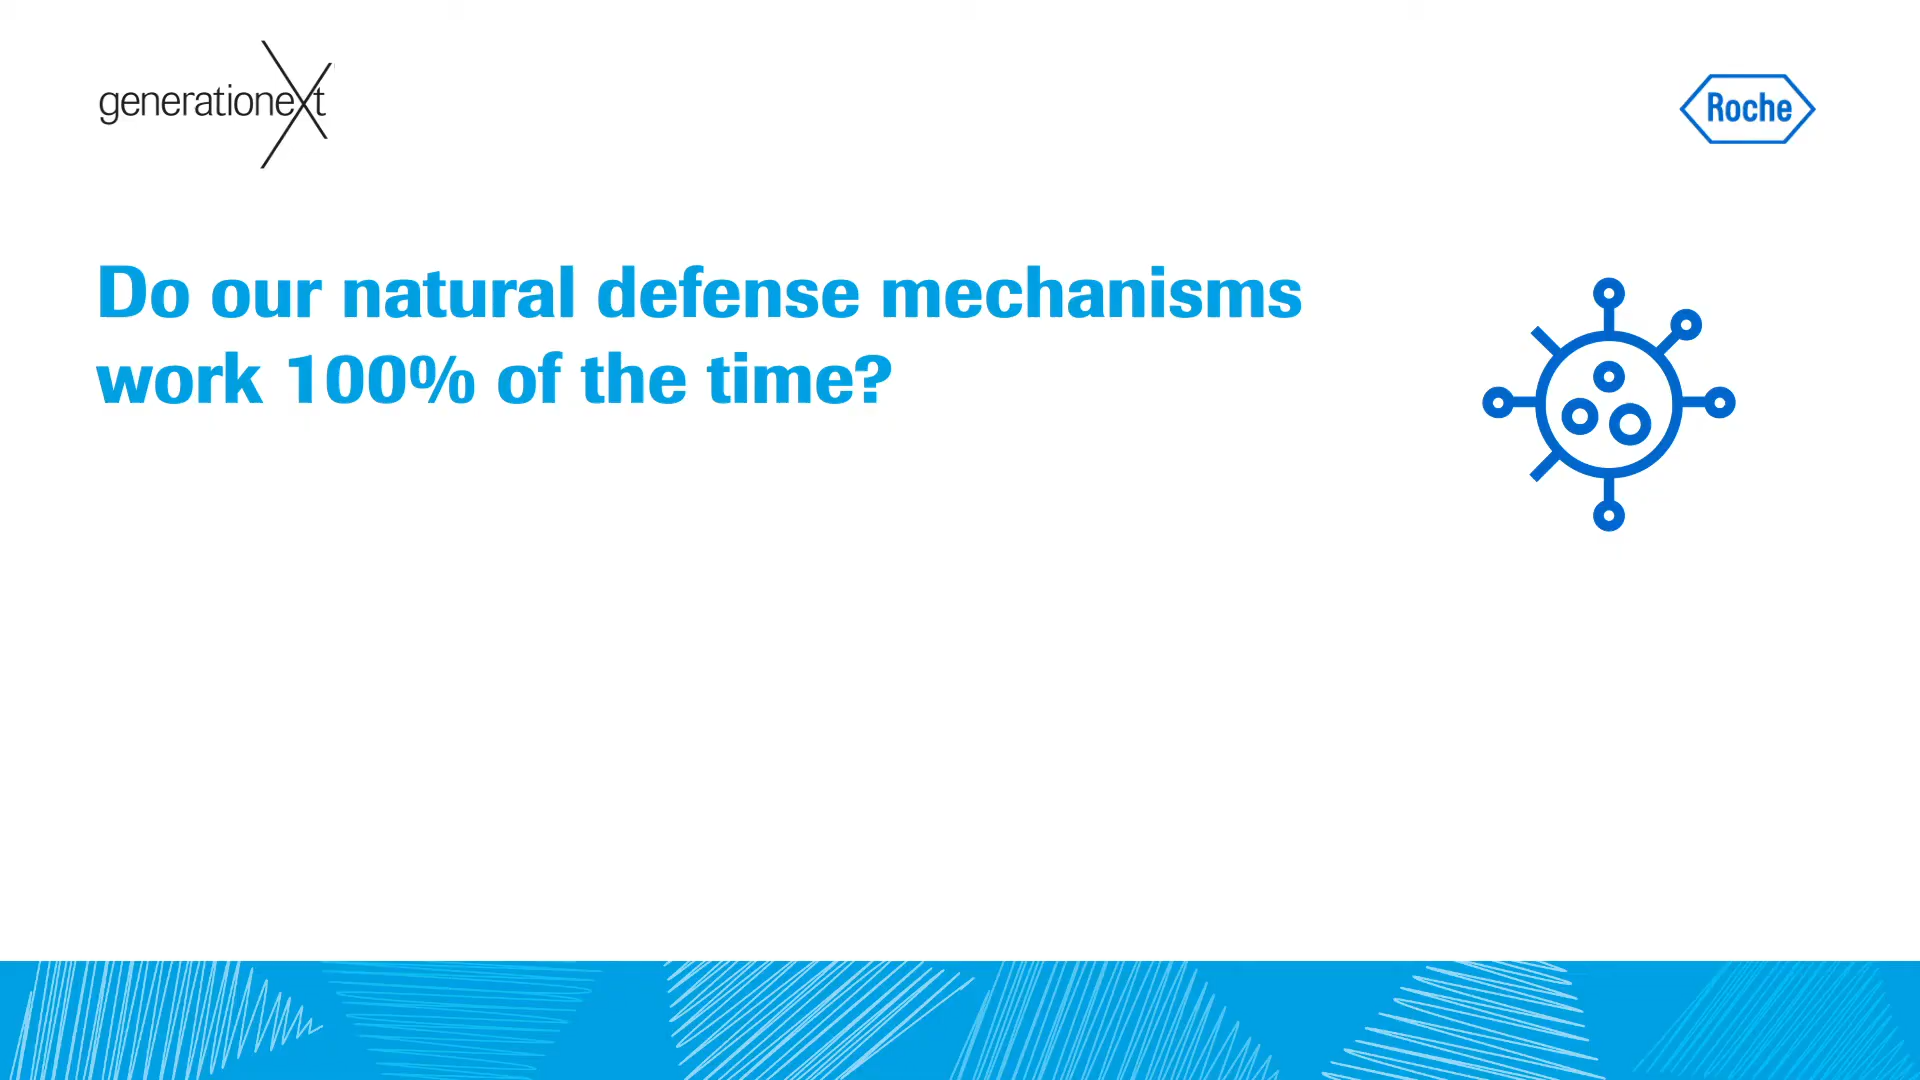 generationeXt
Roche
Do our natural defense mechanisms
work 100% of the time?